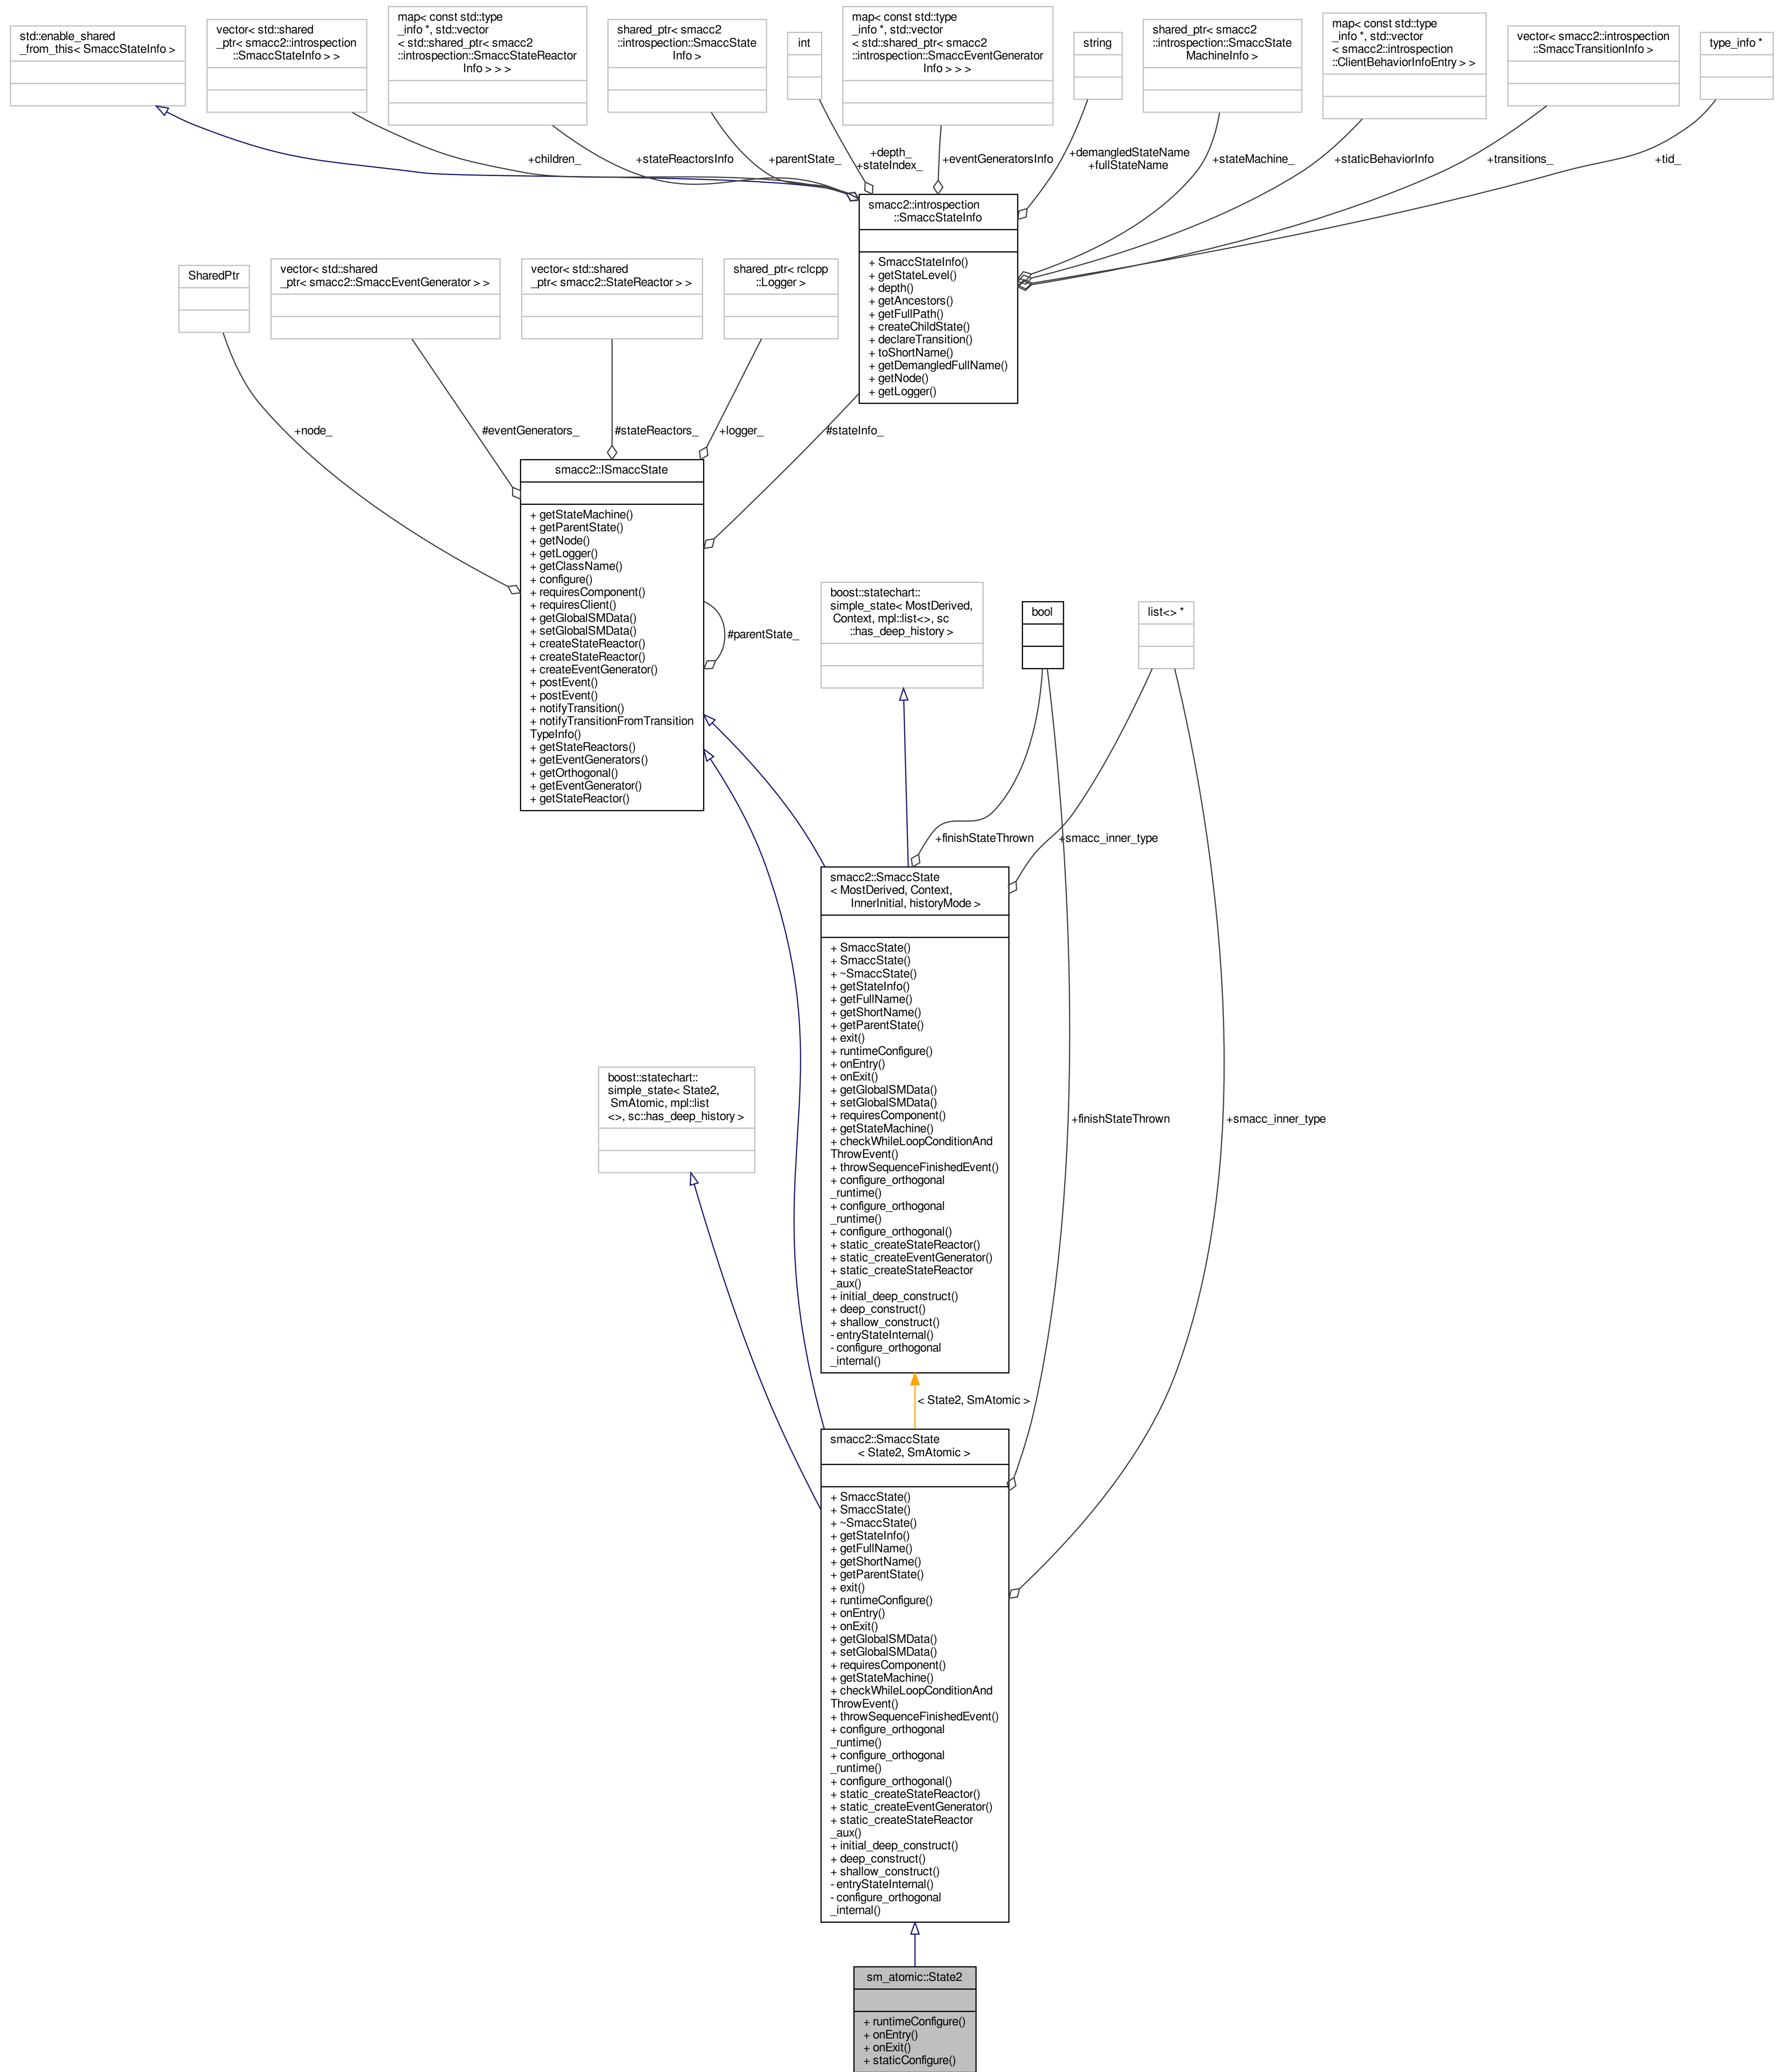 std::enable_shared
_from_this< SmaccStateInfo >
vector< std::shared
_ptr< smacc2::introspection
::SmaccStateInfo > >
map< const std::type
_info *, std::vector
< std::shared_ptr< smacc2
::introspection::SmaccStateReactor
Info > > >
shared_ptr< smacc2
::introspection::SmaccState
Info >
int
map< const std::type
_info *, std::vector
< std::shared_ptr< smacc2
::introspection::SmaccEventGenerator
Info > > >
string
shared_ptr< smacc2
::introspection::SmaccState
MachineInfo >
map< const std::type
_info *, std::vector
< smacc2::introspection
::ClientBehaviorInfoEntry > >
vector< smacc2::introspection
::SmaccTransitionInfo >
type_info *
+children_
+stateReactorsInfo
+parentState_
+depth_
+stateIndex_
+eventGeneratorsInfo
+demangledStateName
+fullStateName
+stateMachine_
+staticBehaviorInfo
+transitions_
+tid_
smacc2::introspection
::SmaccStateInfo
+ SmaccStateInfo()
+ getStateLevel()
+ depth()
+ getAncestors()
+ getFullPath()
+ createChildState()
+ declareTransition()
+ toShortName()
+ getDemangledFullName()
+ getNode()
+ getLogger()
SharedPtr
vector< std::shared
_ptr< smacc2::SmaccEventGenerator > >
vector< std::shared
_ptr< smacc2::StateReactor > >
shared_ptr< rclcpp
::Logger >
+node_
#eventGenerators_
#stateReactors_
+logger_
#stateInfo_
smacc2::ISmaccState
+ getStateMachine()
+ getParentState()
+ getNode()
+ getLogger()
+ getClassName()
+ configure()
+ requiresComponent()
+ requiresClient()
+ getGlobalSMData()
+ setGlobalSMData()
+ createStateReactor()
+ createStateReactor()
+ createEventGenerator()
+ postEvent()
+ postEvent()
+ notifyTransition()
+ notifyTransitionFromTransition
TypeInfo()
+ getStateReactors()
+ getEventGenerators()
+ getOrthogonal()
+ getEventGenerator()
+ getStateReactor()
#parentState_
boost::statechart::
simple_state< MostDerived,
Context, mpl::list<>, sc
::has_deep_history >
bool
list<> *
+finishStateThrown
+smacc_inner_type
smacc2::SmaccState
< MostDerived, Context,
InnerInitial, historyMode >
+ SmaccState()
+ SmaccState()
+ ~SmaccState()
+ getStateInfo()
+ getFullName()
+ getShortName()
+ getParentState()
+ exit()
+ runtimeConfigure()
+ onEntry()
+ onExit()
+ getGlobalSMData()
+ setGlobalSMData()
+ requiresComponent()
+ getStateMachine()
+ checkWhileLoopConditionAnd
ThrowEvent()
+ throwSequenceFinishedEvent()
+ configure_orthogonal
_runtime()
+ configure_orthogonal
_runtime()
+ configure_orthogonal()
+ static_createStateReactor()
+ static_createEventGenerator()
+ static_createStateReactor
_aux()
+ initial_deep_construct()
+ deep_construct()
+ shallow_construct()
- entryStateInternal()
- configure_orthogonal
_internal()
boost::statechart::
simple_state< State2,
SmAtomic, mpl::list
<>, sc::has_deep_history >
+finishStateThrown
+smacc_inner_type
< State2, SmAtomic >
smacc2::SmaccState
< State2, SmAtomic >
+ SmaccState()
+ SmaccState()
+ ~SmaccState()
+ getStateInfo()
+ getFullName()
+ getShortName()
+ getParentState()
+ exit()
+ runtimeConfigure()
+ onEntry()
+ onExit()
+ getGlobalSMData()
+ setGlobalSMData()
+ requiresComponent()
+ getStateMachine()
+ checkWhileLoopConditionAnd
ThrowEvent()
+ throwSequenceFinishedEvent()
+ configure_orthogonal
_runtime()
+ configure_orthogonal
_runtime()
+ configure_orthogonal()
+ static_createStateReactor()
+ static_createEventGenerator()
+ static_createStateReactor
_aux()
+ initial_deep_construct()
+ deep_construct()
+ shallow_construct()
- entryStateInternal()
- configure_orthogonal
_internal()
sm_atomic::State2
+ runtimeConfigure()
+ onEntry()
+ onExit()
+ staticConfigure()